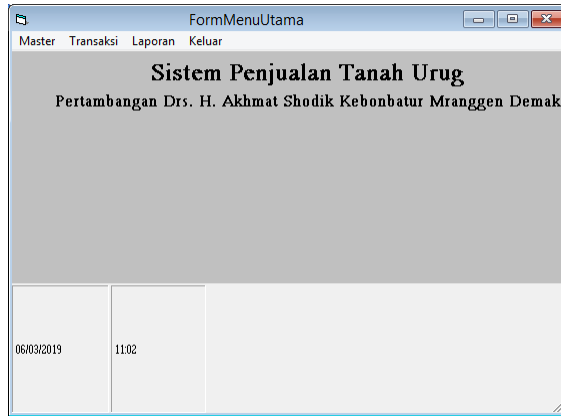 FormMenuUtama
Master Transaksi Laporan Keluar
Sistem Penjualan Tanah Urug
Pertambangan Drs. H. Akhmat Shodik Kebonbatur Mranggen Demak
06/03/2019 11:02